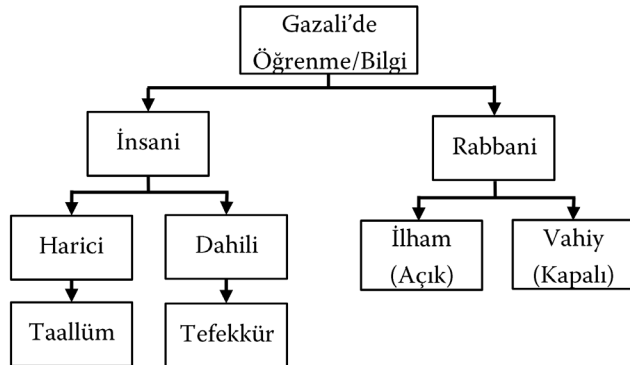 Gazali’de
Öğrenme/Bilgi
İnsani
Rabbani
Harici
Dahili
İlham
(Açık)
Vahiy
(Kapalı)
Taallüm
Tefekkür